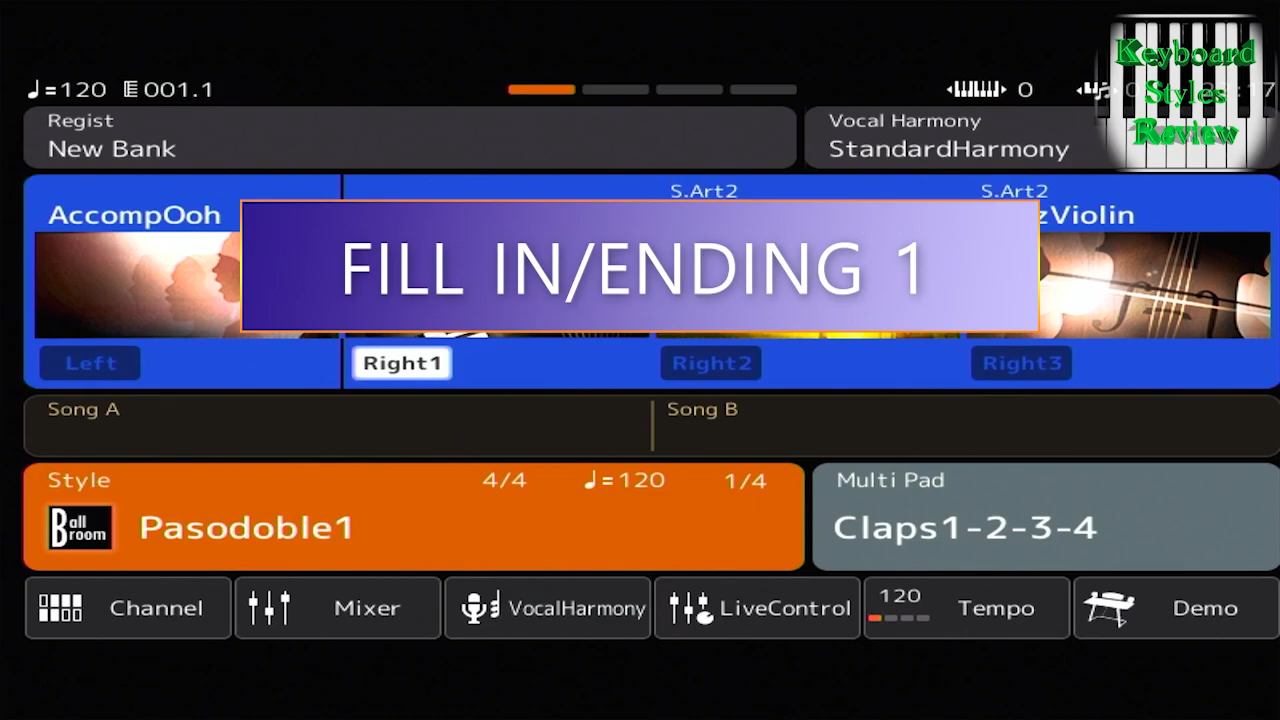 ♩=120 001.1
0
Keyboard
Styles
Review
Regist
New Bank
Vocal Harmony
StandardHarmony
AccompOoh
S.Art2
S.Art2
zViolin
FILL IN/ENDING 1
Left
Right1
Right2
Right3
Song A
Song B
Style
4/4
♩=120
1/4
Ball room
Pasodoble1
Multi Pad
Claps1-2-3-4
Channel
Mixer
VocalHarmony
LiveControl
120
Tempo
Demo